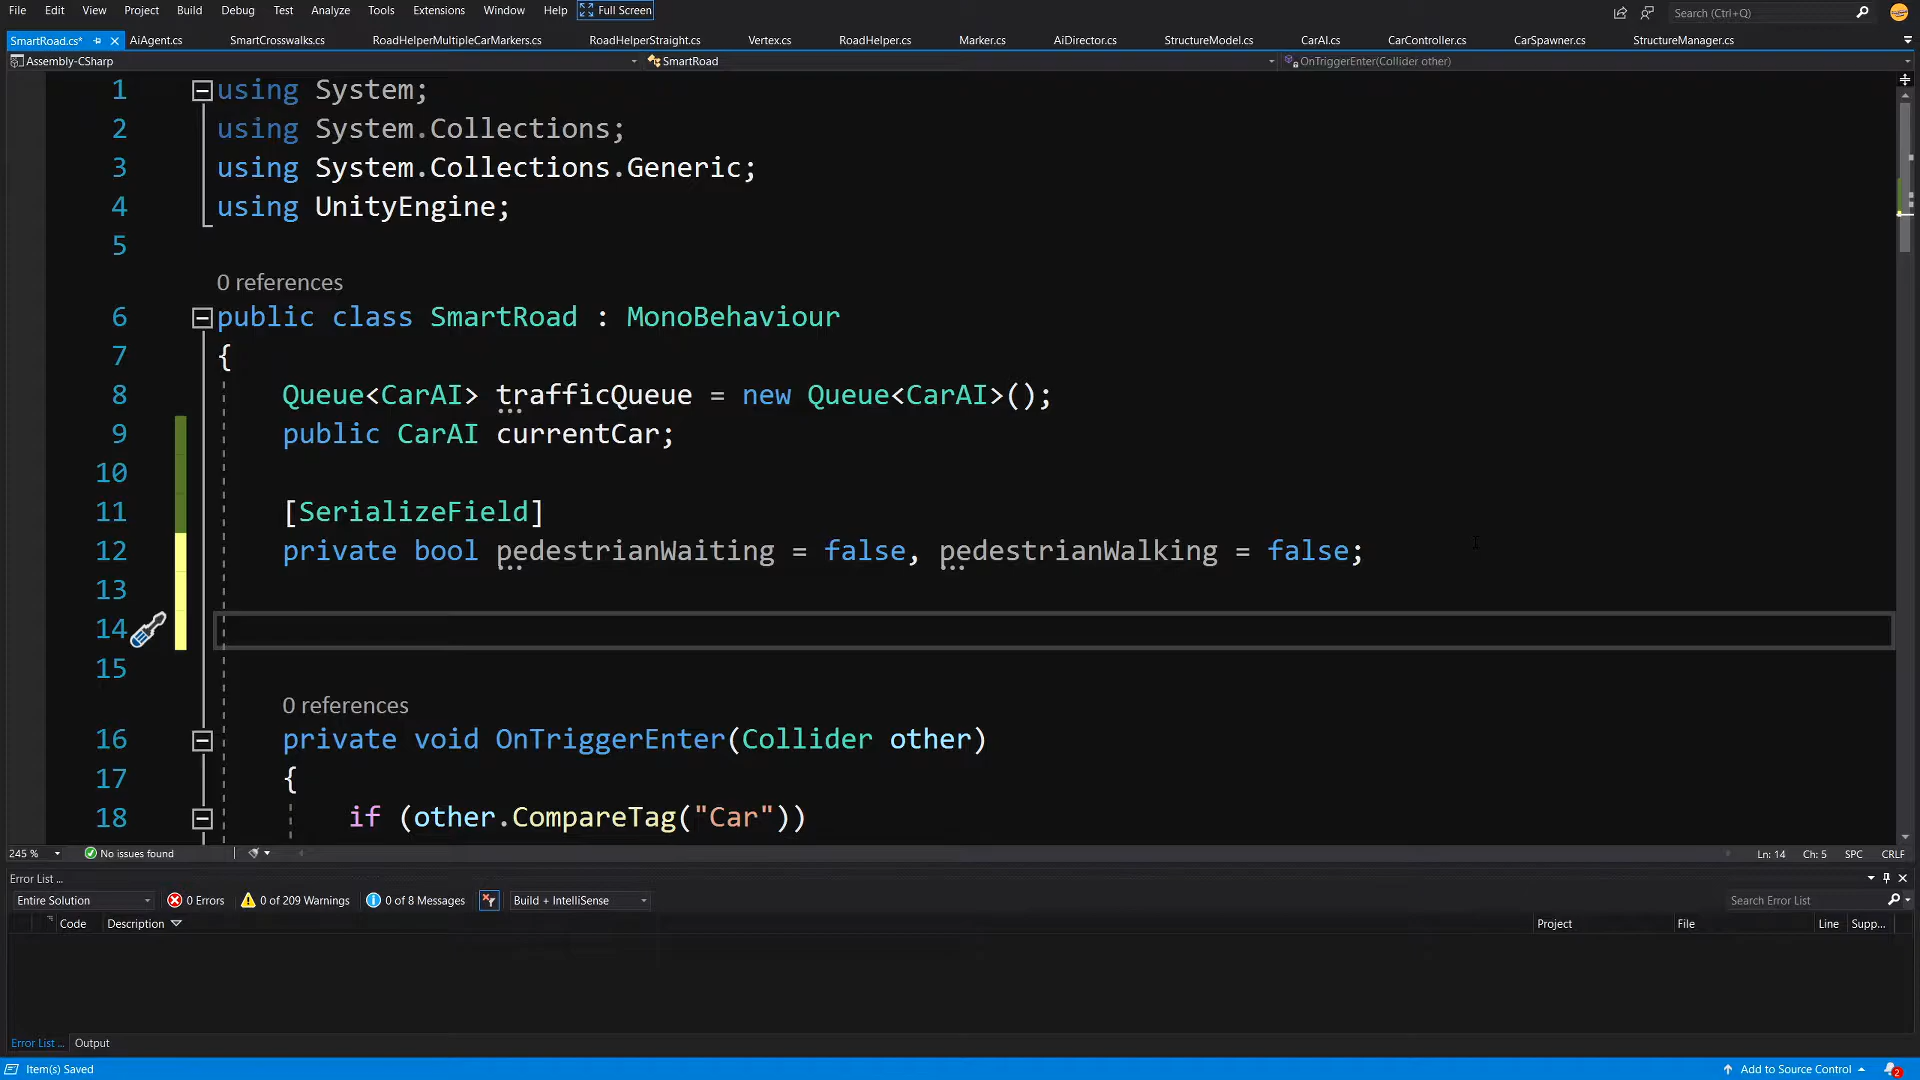 File Edit View Project Build Debug Test Analyze Tools Extensions Window Help Full Screen Search (Ctrl+Q)
SmartRoad.cs* AiAgent.cs SmartCrosswalks.cs RoadHelperMultipleCarMarkers.cs RoadHelperStraight.cs Vertex.cs RoadHelper.cs Marker.cs AiDirector.cs StructureModel.cs CarAI.cs CarController.cs CarSpawner.cs StructureManager.cs
Assembly-CSharp SmartRoad OnTriggerEnter(Collider other)
1 using System;
2 using System.Collections;
3 using System.Collections.Generic;
4 using UnityEngine;
5
0 references
6 public class SmartRoad : MonoBehaviour
7 {
8 Queue<CarAI> trafficQueue = new Queue<CarAI>();
9 public CarAI currentCar;
10
11 [SerializeField]
12 private bool pedestrianWaiting = false, pedestrianWalking = false;
13
14
15
0 references
16 private void OnTriggerEnter(Collider other)
17 {
18 if (other.CompareTag("Car"))
245 % No issues found Ln: 14 Ch: 5 SPC CRLF
Error List ...
Entire Solution 0 Errors 0 of 209 Warnings 0 of 8 Messages Build + IntelliSense Search Error List
Code Description Project File Line Supp...
Error List ... Output
Item(s) Saved Add to Source Control 2